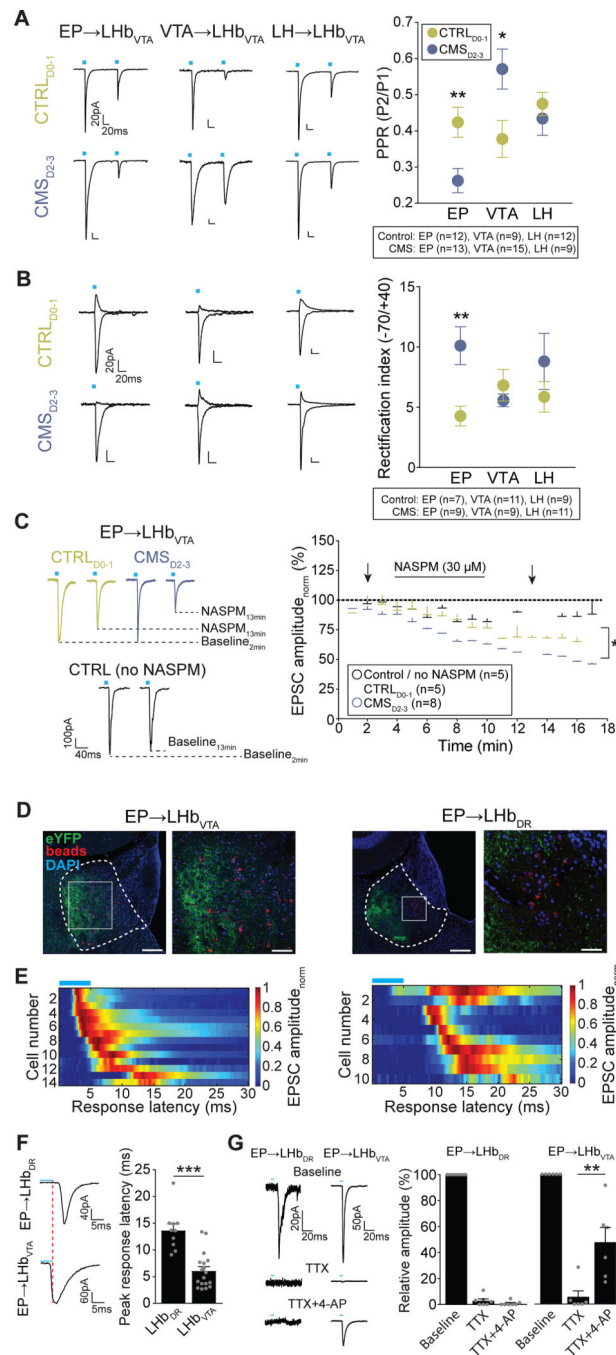 A
EP→LHbVTA VTA→LHbVTA LH→LHbVTA
CTRLD0-1
20pA
20ms
CMSD2-3
PPR (P2/P1)
0.6
0.5
0.4
0.3
0.2
CTRLD0-1
CMSD2-3
**
*
EP VTA LH
Control: EP (n=12), VTA (n=9), LH (n=12)
CMS: EP (n=13), VTA (n=15), LH (n=9)
B
CTRLD0-1
20pA
20ms
CMSD2-3
Rectification index (-70/+40)
15
10
5
0
**
EP VTA LH
Control: EP (n=7), VTA (n=11), LH (n=9)
CMS: EP (n=9), VTA (n=9), LH (n=11)
C
EP→LHbVTA
CTRLD0-1 CMSD2-3
NASPM13min
NASPM13min
Baseline2min
CTRL (no NASPM)
100pA
40ms
Baseline13min
Baseline2min
EPSC amplitudenorm (%)
150
125
100
75
50
25
0
NASPM (30 µM)
*
Control / no NASPM (n=5)
CTRLD0-1 (n=5)
CMSD2-3 (n=8)
0 2 4 6 8 10 12 14 16 18
Time (min)
D
EP→LHbVTA
EP→LHbDR
eYFP
beads
DAPI
E
Cell number
2
4
6
8
10
12
14
0 5 10 15 20 25 30
Response latency (ms)
1
0.8
0.6
0.4
0.2
0
EPSC amplitudenorm
Cell number
2
4
6
8
10
0 5 10 15 20 25 30
Response latency (ms)
1
0.8
0.6
0.4
0.2
0
EPSC amplitudenorm
F
EP→LHbDR
40pA
5ms
EP→LHbVTA
60pA
5ms
Peak response latency (ms)
25
20
15
10
5
0
***
LHbDR
LHbVTA
G
EP→LHbDR EP→LHbVTA
Baseline
20pA
20ms
50pA
20ms
TTX
TTX+4-AP
EP→LHbDR EP→LHbVTA
Relative amplitude (%)
100
80
60
40
20
0
**
Baseline
TTX
TTX+4-AP
Baseline
TTX
TTX+4-AP